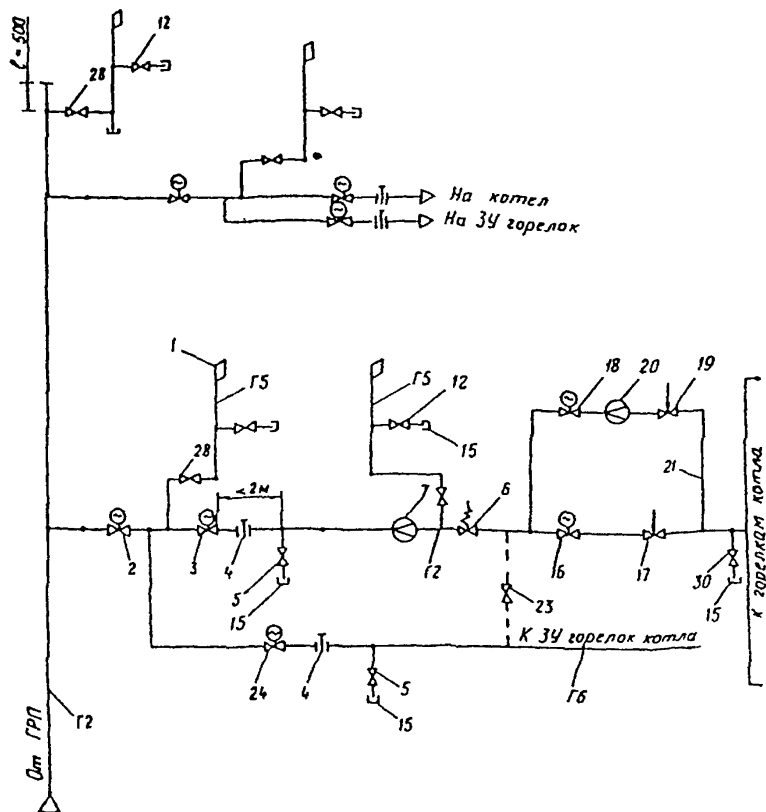 ℓ = 500
12
28
На котел
На ЗУ горелок
1
Г5
Г5
12
15
18
20
19
28
< 2м
7
6
21
2
3
4
Г2
16
17
5
15
23
30
15
К горелкам котла
К ЗУ горелок котла
24
4
5
15
Г6
Г2
От ГРП